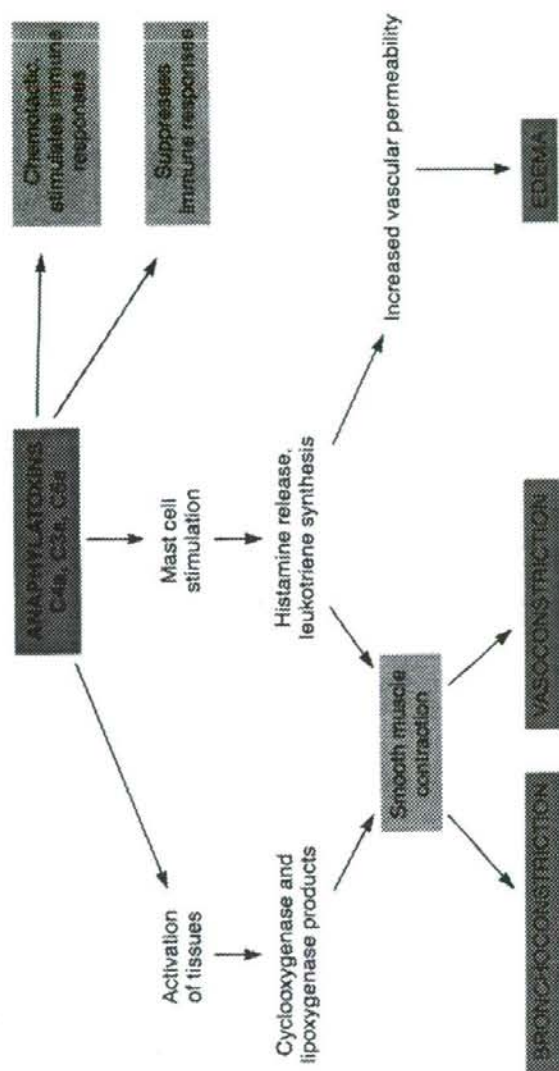 ANAPHYLATOXINS
C4a, C3a, C5a
Chemotactic,
stimulates immune
responses
Suppresses
immune responses
Activation
of tissues
Mast cell
stimulation
Cyclooxygenase and
lipoxygenase products
Histamine release,
leukotriene synthesis
Smooth muscle
contraction
Increased vascular permeability
BRONCHOCONSTRICTION
VASOCONSTRICTION
EDEMA